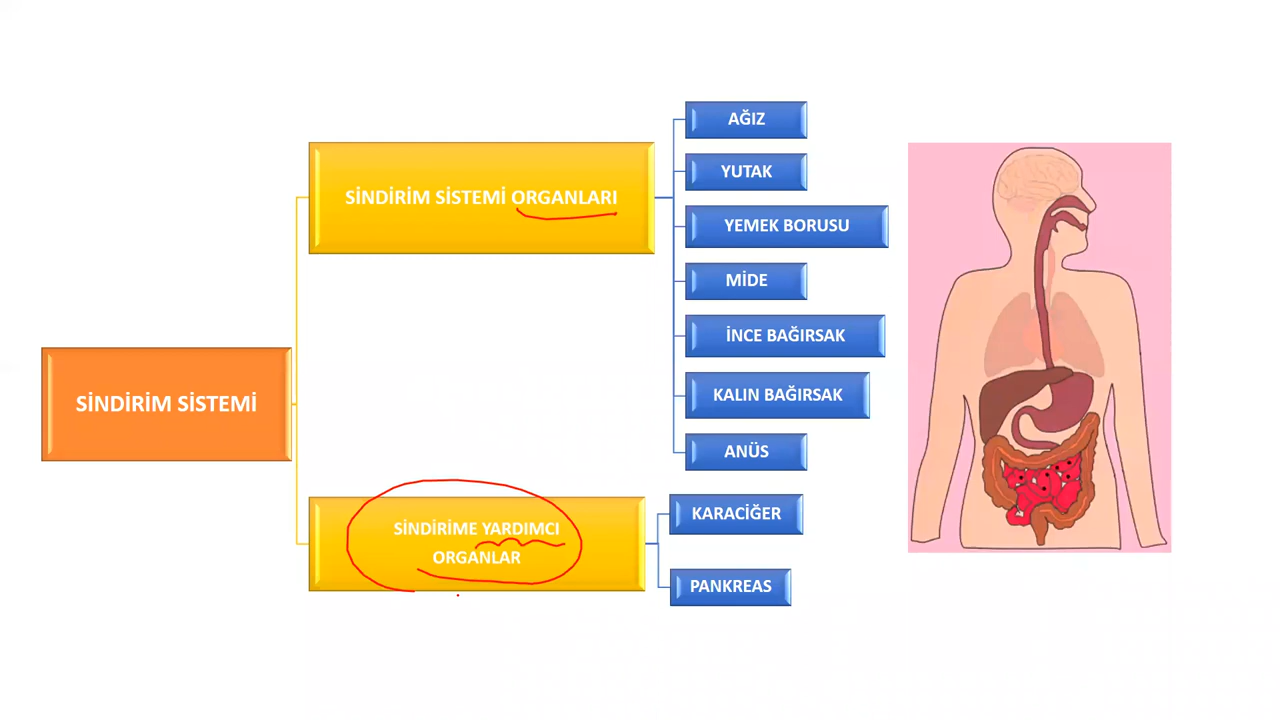 SİNDİRİM SİSTEMİ
SİNDİRİM SİSTEMİ ORGANLARI
AĞIZ
YUTAK
YEMEK BORUSU
MİDE
İNCE BAĞIRSAK
KALIN BAĞIRSAK
ANÜS
SİNDİRİME YARDIMCI
ORGANLAR
KARACİĞER
PANKREAS